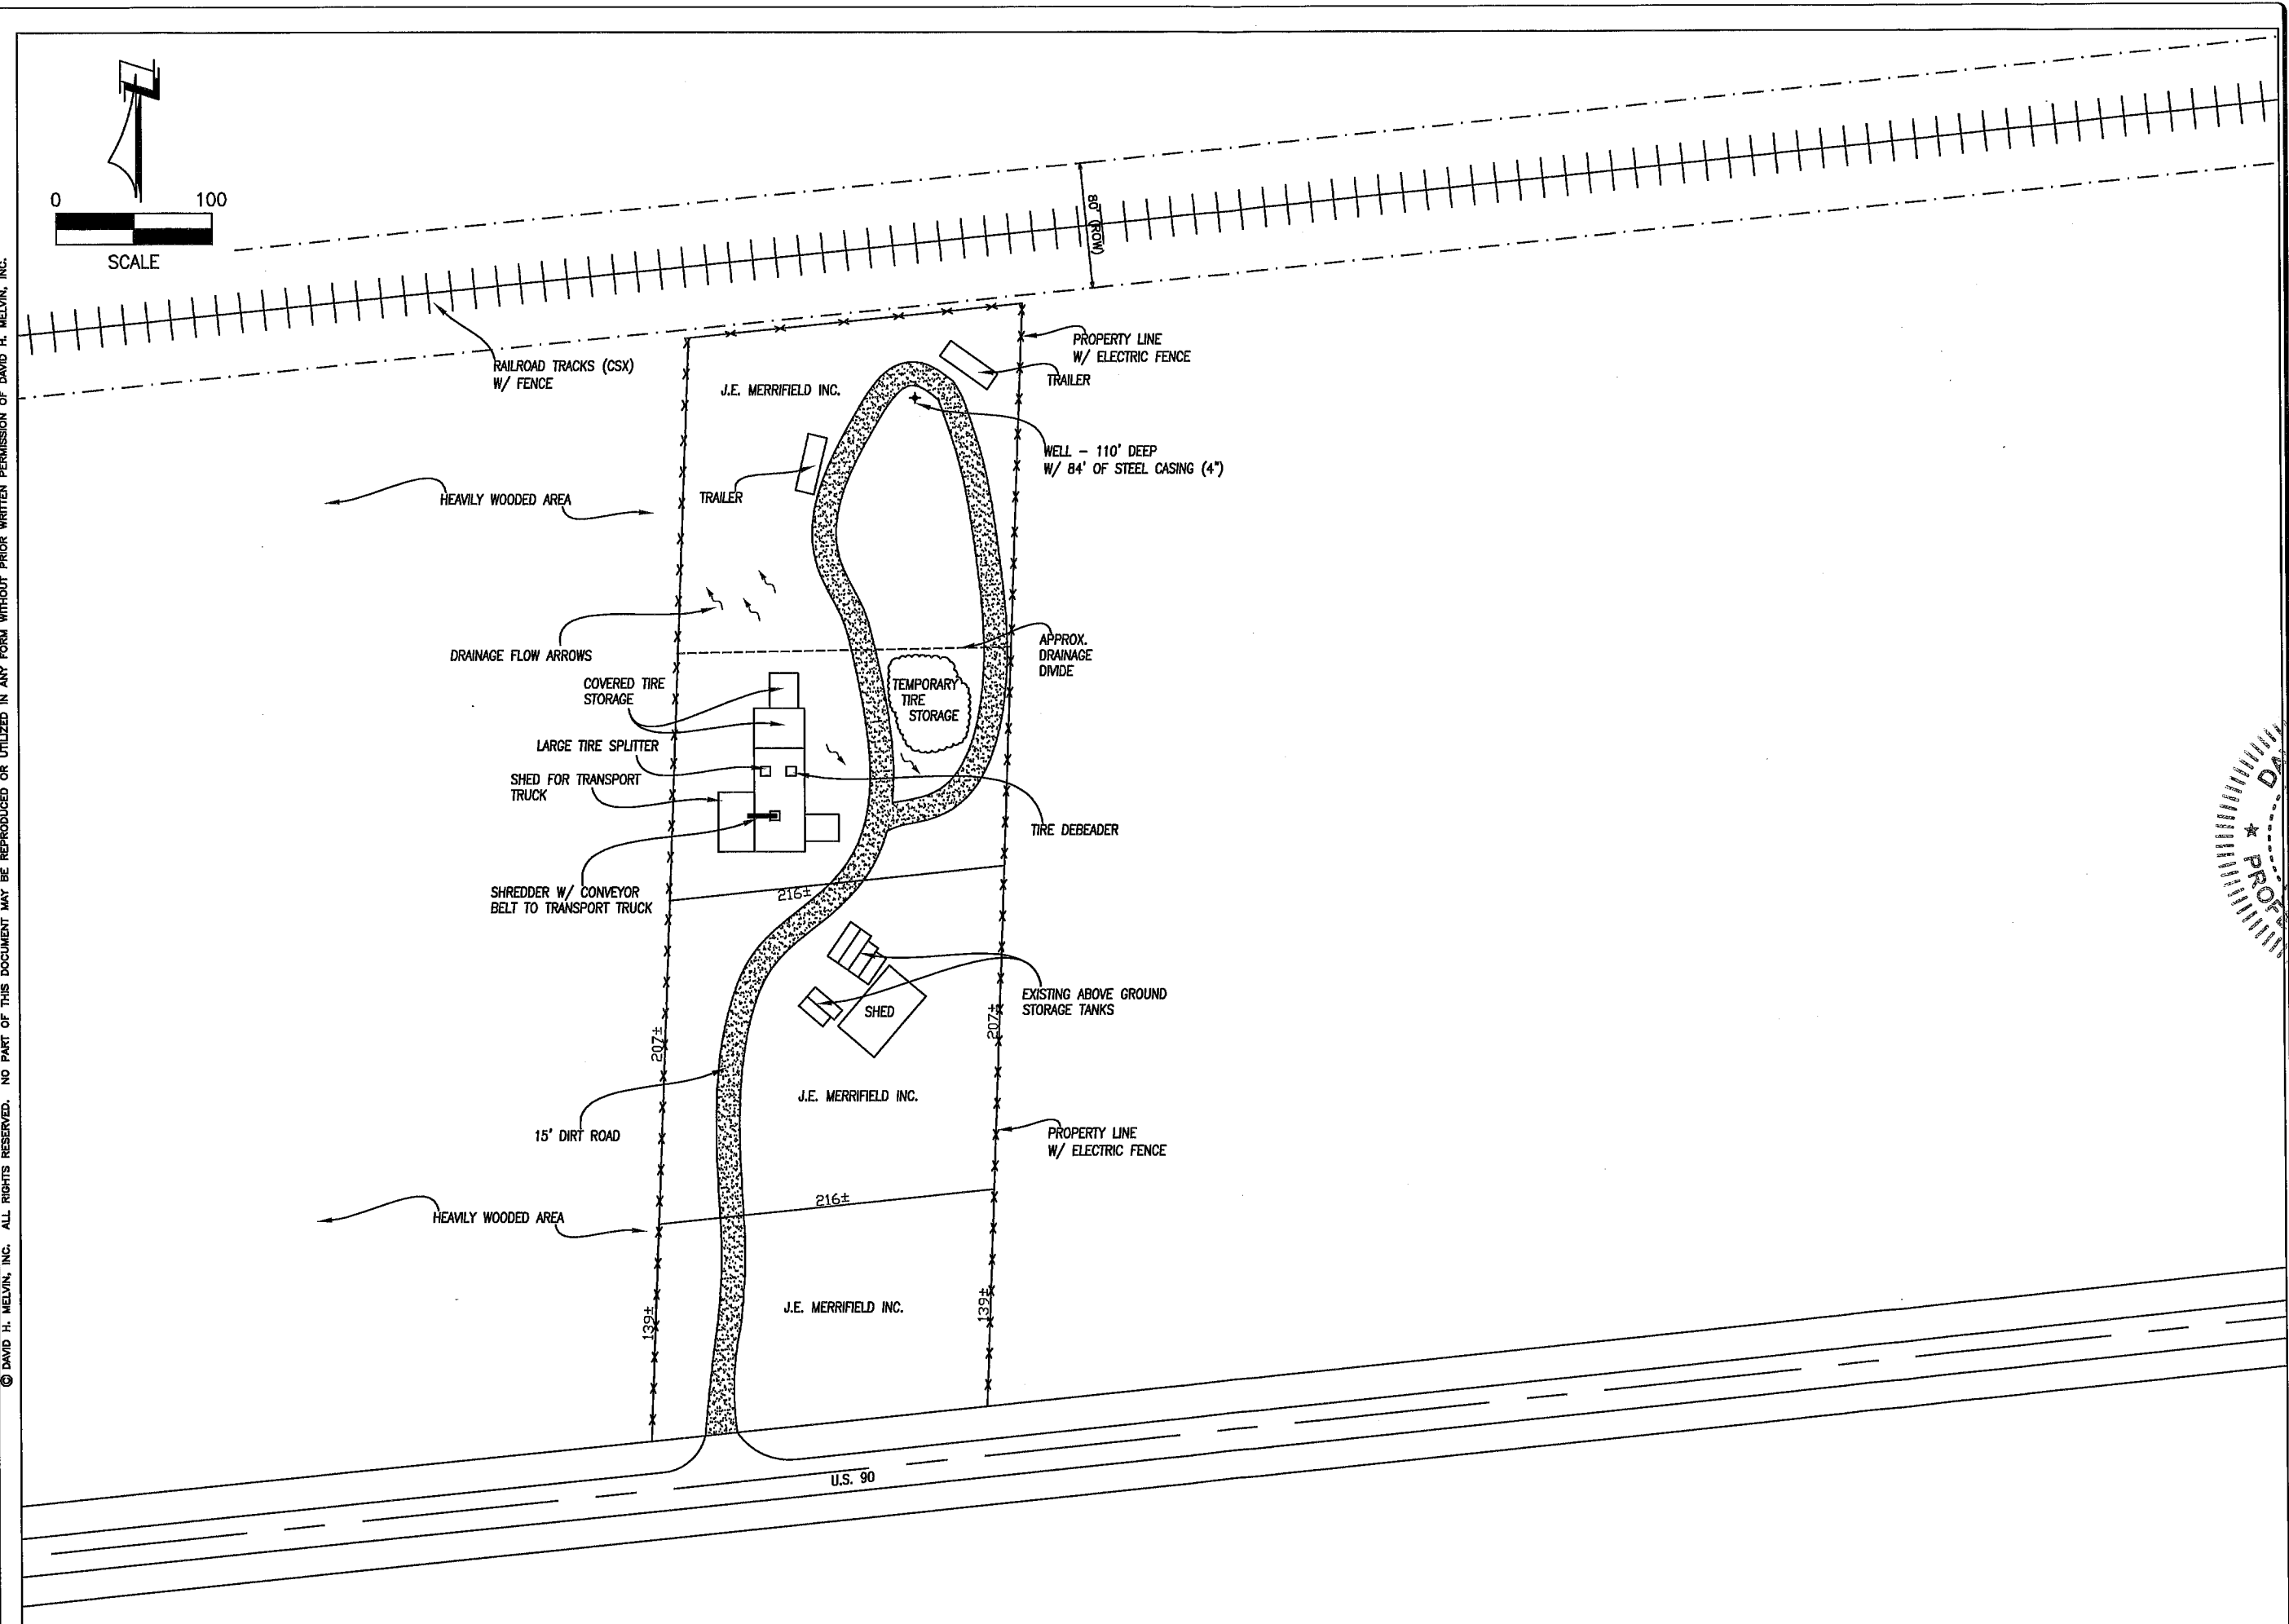 0 100
SCALE
80' (ROW)
RAILROAD TRACKS (CSX)
W/ FENCE
J.E. MERRIFIELD INC.
PROPERTY LINE
W/ ELECTRIC FENCE
TRAILER
WELL - 110' DEEP
W/ 84' OF STEEL CASING (4")
HEAVILY WOODED AREA
TRAILER
DRAINAGE FLOW ARROWS
APPROX.
DRAINAGE
DIVIDE
COVERED TIRE
STORAGE
TEMPORARY
TIRE
STORAGE
LARGE TIRE SPLITTER
SHED FOR TRANSPORT
TRUCK
TIRE DEBEADER
SHREDDER W/ CONVEYOR
BELT TO TRANSPORT TRUCK
216±
EXISTING ABOVE GROUND
STORAGE TANKS
SHED
207±
207±
J.E. MERRIFIELD INC.
15' DIRT ROAD
PROPERTY LINE
W/ ELECTRIC FENCE
216±
HEAVILY WOODED AREA
139±
139±
J.E. MERRIFIELD INC.
U.S. 90
© DAVID H. MELVIN, INC. ALL RIGHTS RESERVED. NO PART OF THIS DOCUMENT MAY BE REPRODUCED OR UTILIZED IN ANY FORM WITHOUT PRIOR WRITTEN PERMISSION OF DAVID H. MELVIN, INC.